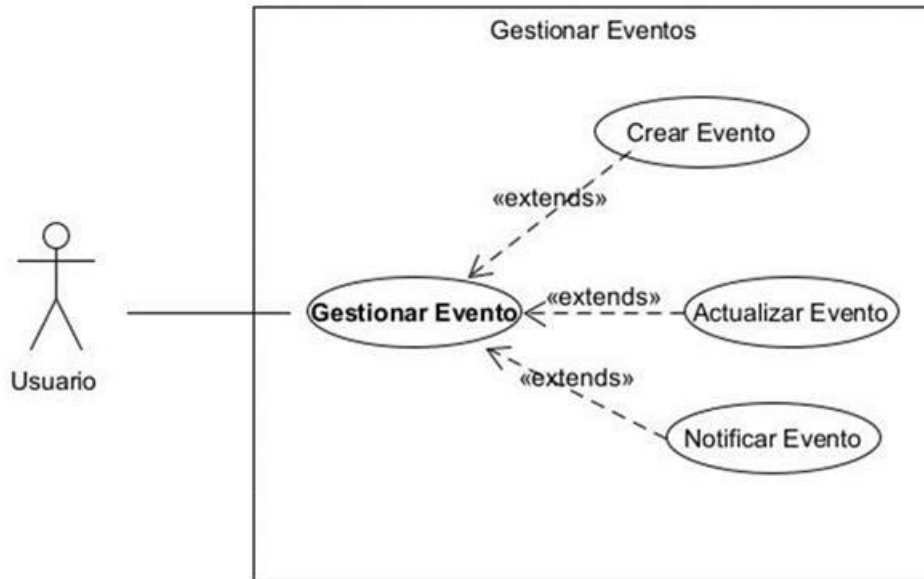 Gestionar Eventos
Crear Evento
«extends»
Gestionar Evento
«extends»
Actualizar Evento
«extends»
Notificar Evento
Usuario